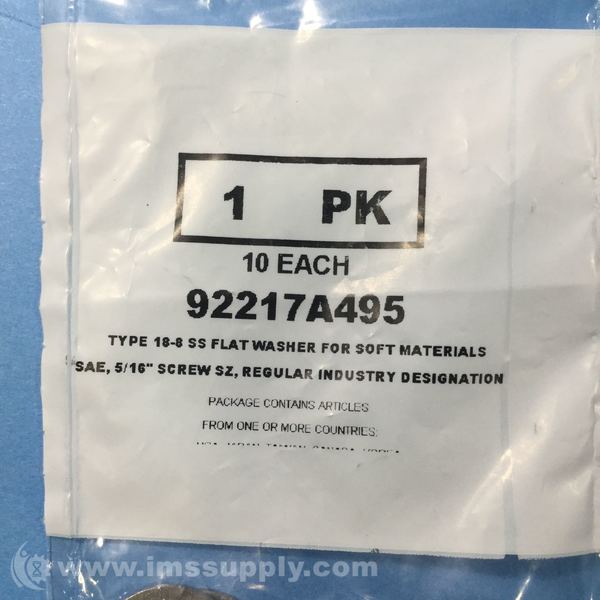 1 PK
10 EACH
92217A495
TYPE 18-8 SS FLAT WASHER FOR SOFT MATERIALS
SAE, 5/16" SCREW SZ, REGULAR INDUSTRY DESIGNATION
PACKAGE CONTAINS ARTICLES
FROM ONE OR MORE COUNTRIES:
www.imssupply.com